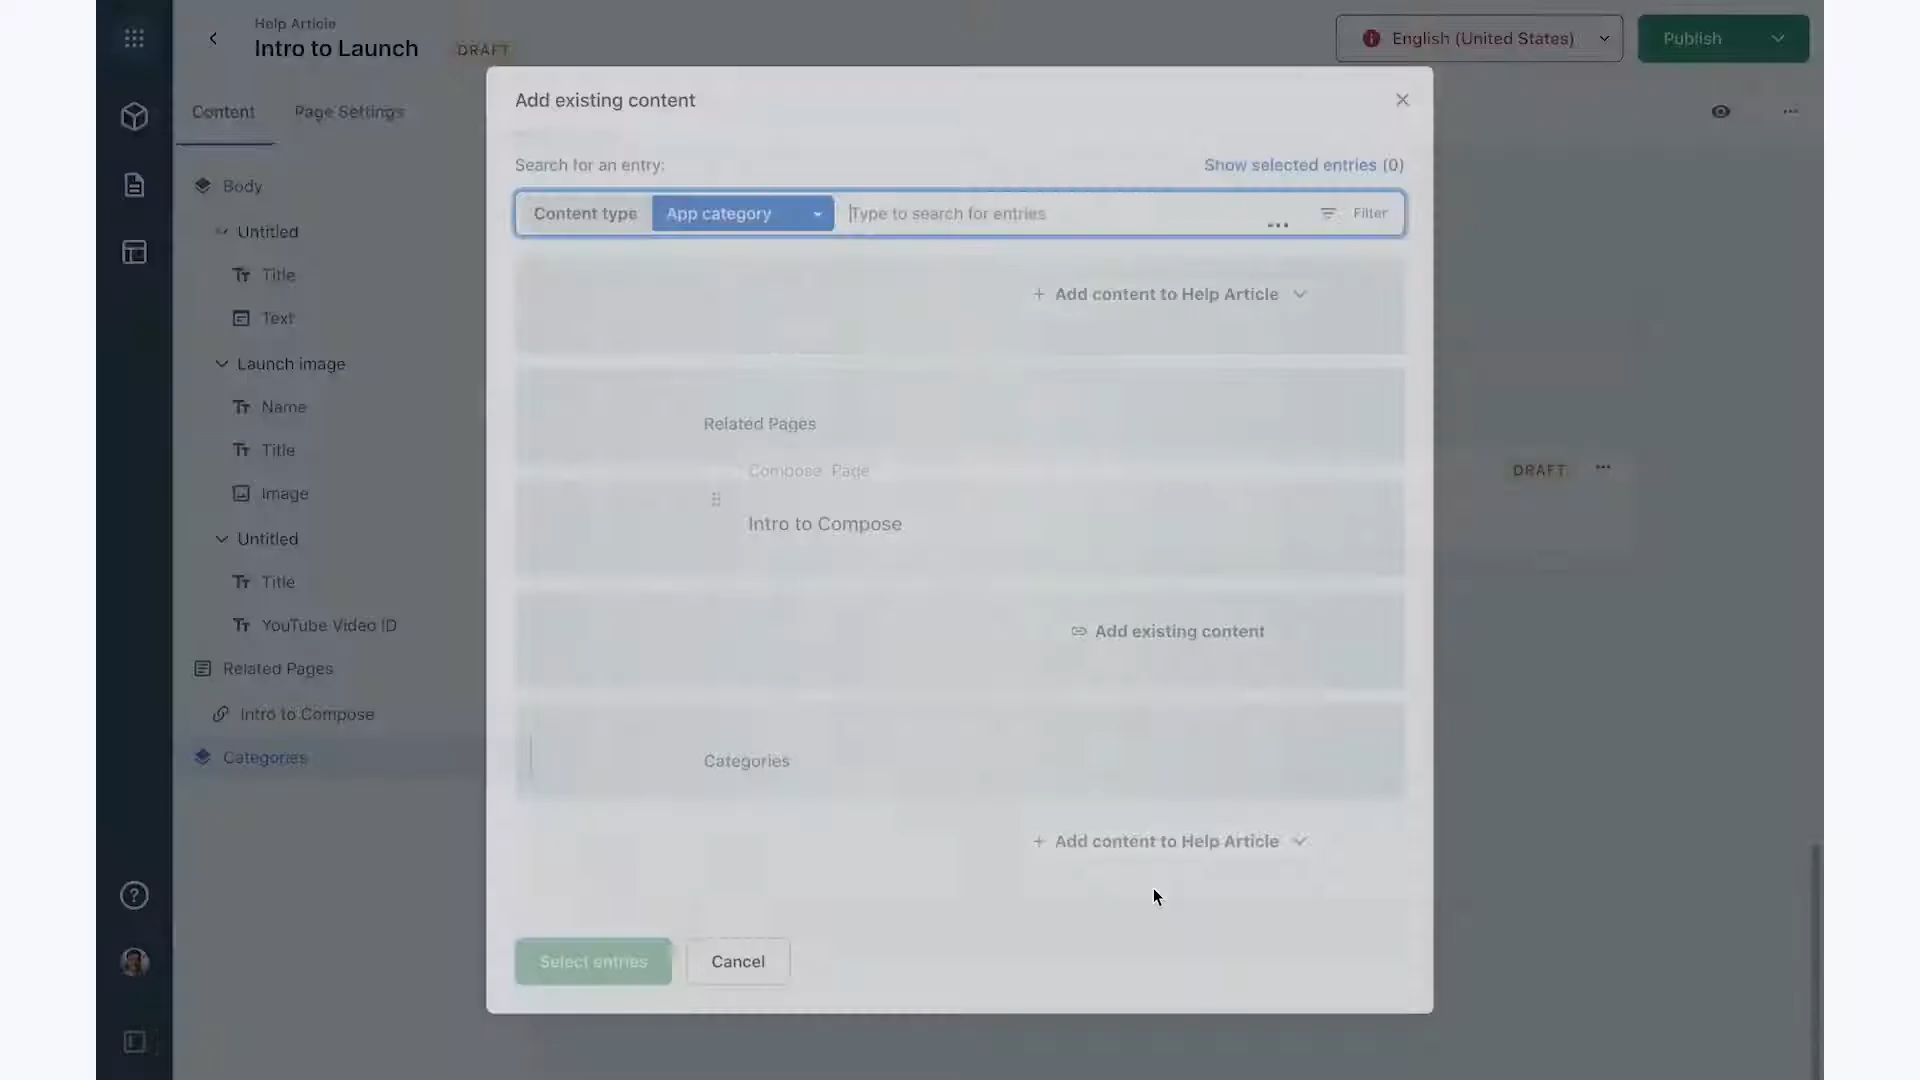 Help Article
Intro to Launch
DRAFT
English (United States)
Publish
Content
Page Settings
Body
Untitled
Title
Text
Launch image
Name
Title
Image
Untitled
Title
YouTube Video ID
Related Pages
Intro to Compose
Categories
Add existing content
Search for an entry:
Show selected entries (0)
Content type
App category
Type to search for entries
Filter
+ Add content to Help Article
Related Pages
Compose Page
Intro to Compose
DRAFT
Add existing content
Categories
+ Add content to Help Article
Select entries
Cancel